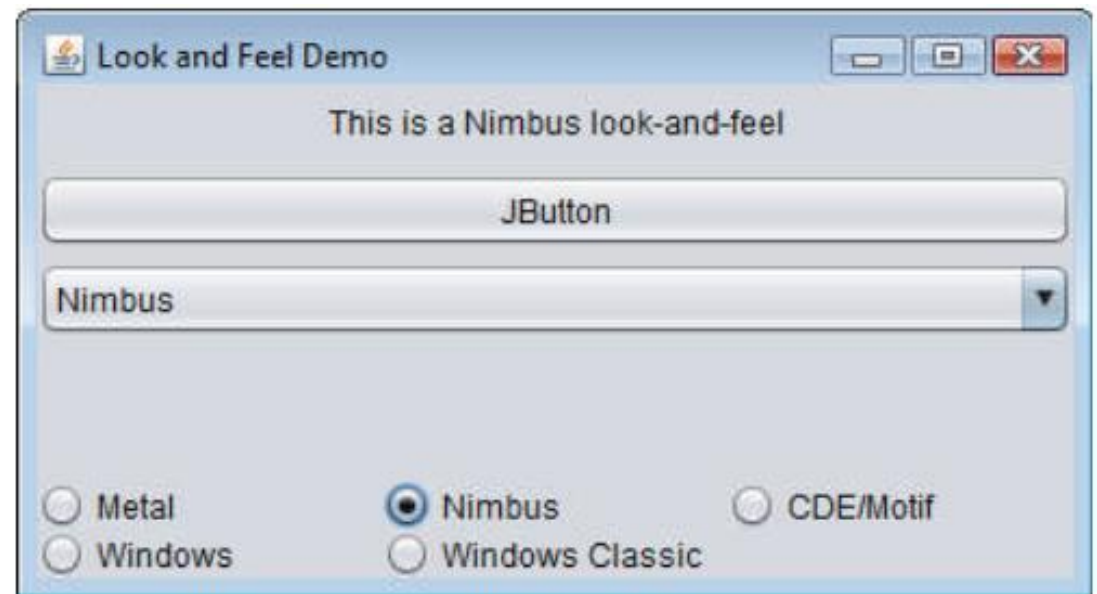 Look and Feel Demo
This is a Nimbus look-and-feel
JButton
Nimbus
Metal Nimbus CDE/Motif
Windows Windows Classic